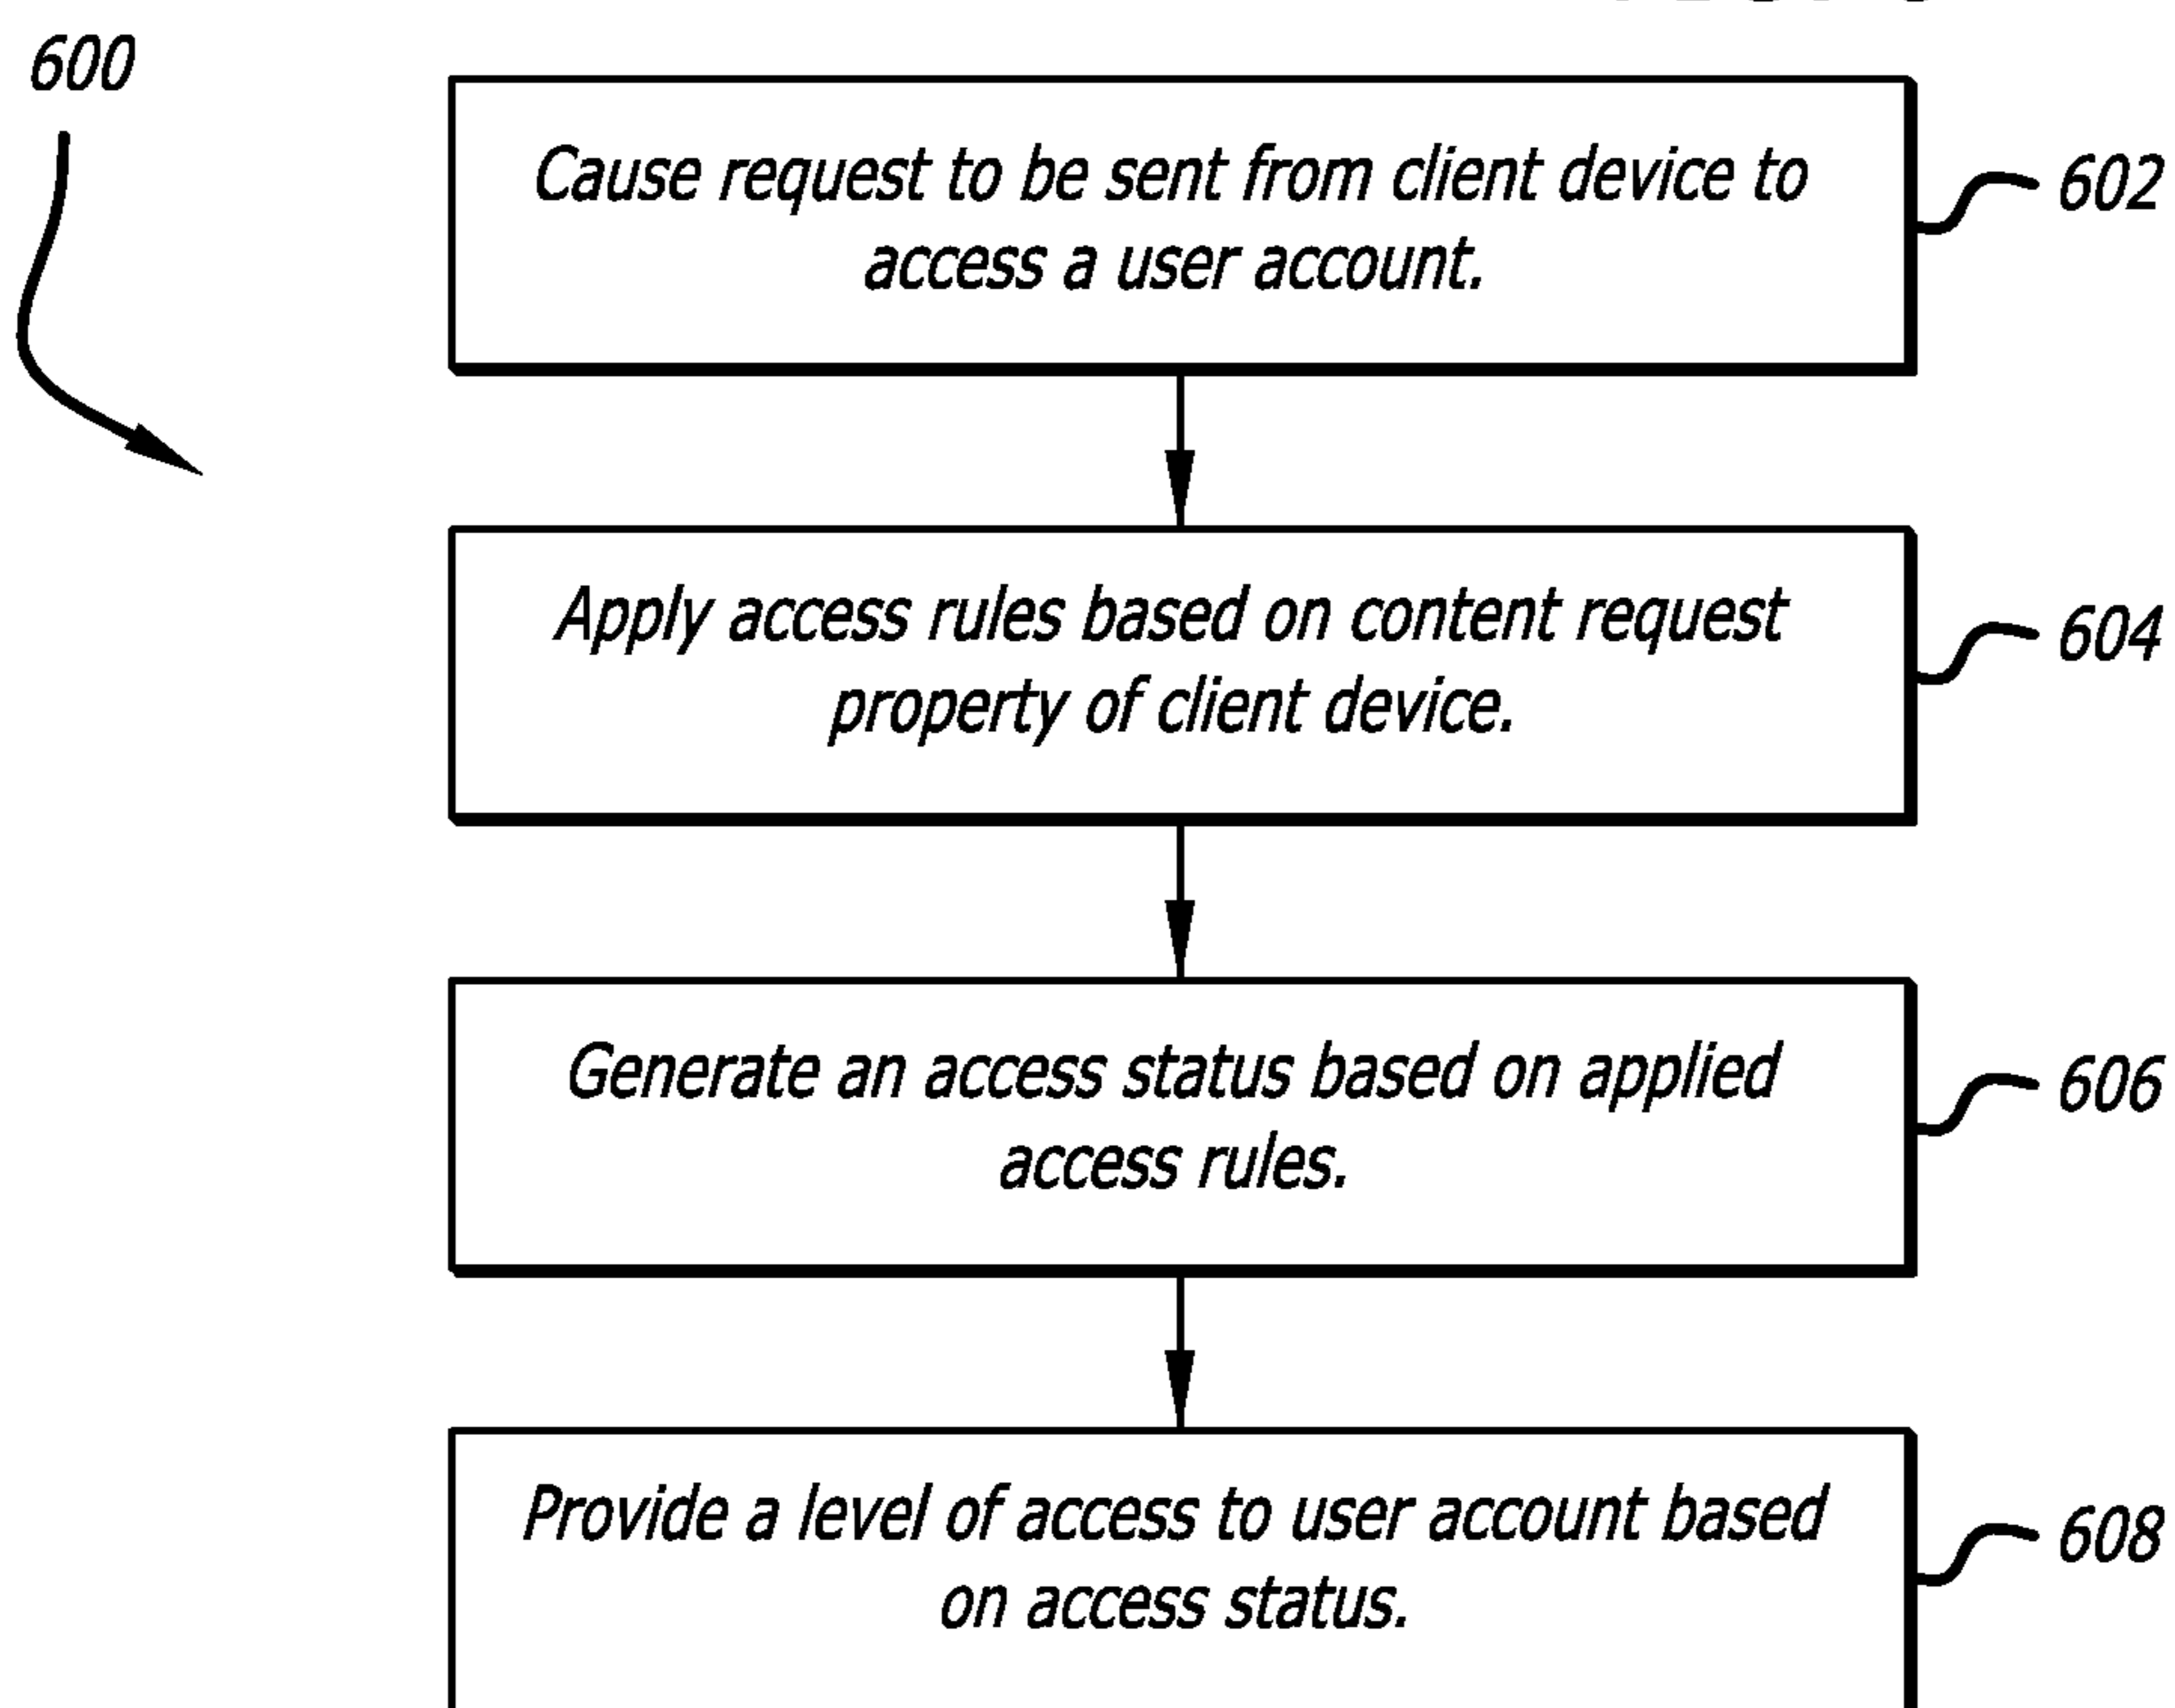 600
Cause request to be sent from client device to
access a user account.
602
Apply access rules based on content request
property of client device.
604
Generate an access status based on applied
access rules.
606
Provide a level of access to user account based
on access status.
608